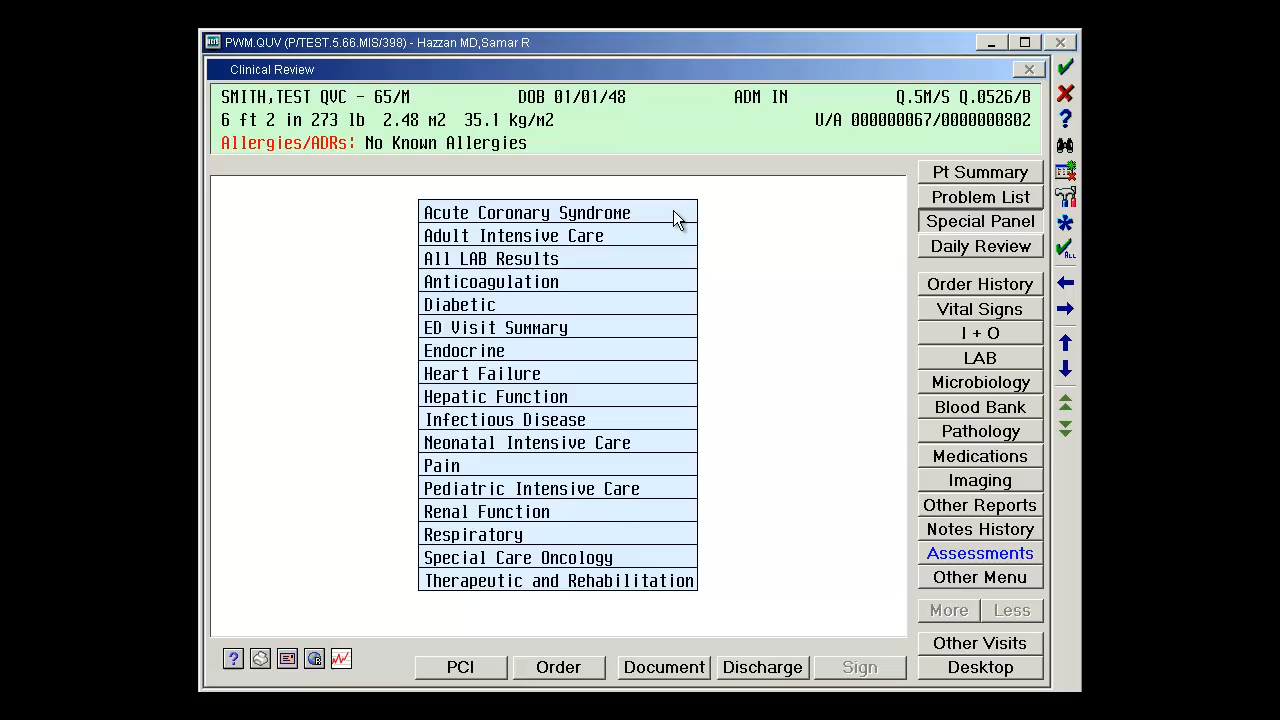 PWM.QUV (P/TEST.5.66.MIS/398) - Hazzan MD,Samar R
Clinical Review
SMITH,TEST QVC - 65/M DOB 01/01/48 ADM IN Q.5M/S Q.0526/B
6 ft 2 in 273 lb 2.48 m2 35.1 kg/m2 U/A 000000067/0000000802
Allergies/ADRs: No Known Allergies
Acute Coronary Syndrome
Adult Intensive Care
All LAB Results
Anticoagulation
Diabetic
ED Visit Summary
Endocrine
Heart Failure
Hepatic Function
Infectious Disease
Neonatal Intensive Care
Pain
Pediatric Intensive Care
Renal Function
Respiratory
Special Care Oncology
Therapeutic and Rehabilitation
Pt Summary
Problem List
Special Panel
Daily Review
Order History
Vital Signs
I + O
LAB
Microbiology
Blood Bank
Pathology
Medications
Imaging
Other Reports
Notes History
Assessments
Other Menu
More Less
Other Visits
Desktop
PCI Order Document Discharge Sign
ALL